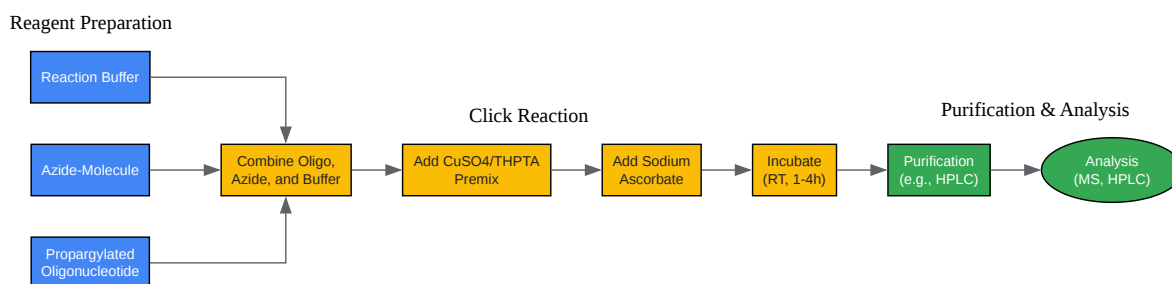 Reagent Preparation
Reaction Buffer
Click Reaction
Purification & Analysis
Azide-Molecule
Combine Oligo,
Azide, and Buffer
Add CuSO4/THPTA
Premix
Add Sodium
Ascorbate
Incubate
(RT, 1-4h)
Purification
(e.g., HPLC)
Analysis
(MS, HPLC)
Propargylated
Oligonucleotide